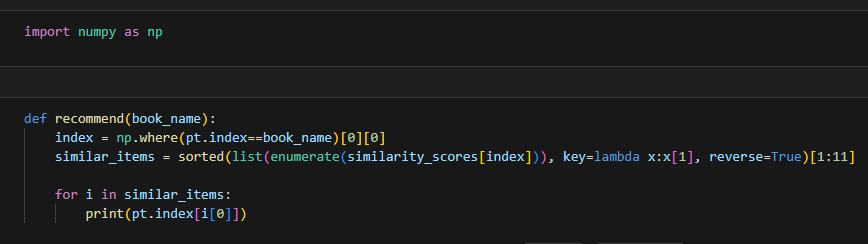 import numpy as np
def recommend(book_name):
    index = np.where(pt.index==book_name)[0][0]
    similar_items = sorted(list(enumerate(similarity_scores[index])), key=lambda x:x[1], reverse=True)[1:11]
    for i in similar_items:
        print(pt.index[i[0]])